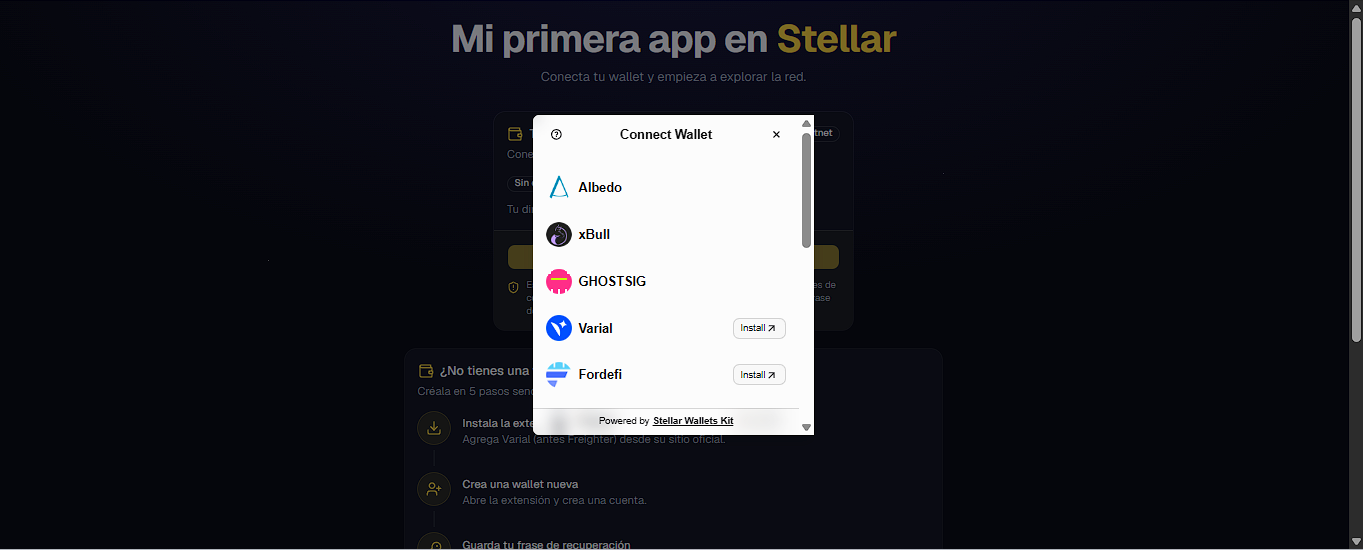 Mi primera app en Stellar
Conecta tu wallet y empieza a explorar la red.
Connect Wallet
Albedo
xBull
GHOSTSIG
Varial
Install
Fordefi
Install
Powered by Stellar Wallets Kit
Sin
Tu
¿No tienes una
Créala en 5 pasos
Instala la
Agrega Varial (antes Freighter) desde su sitio oficial.
Crea una wallet nueva
Abre la extensión y crea una cuenta.
Guarda tu frase de recuperación